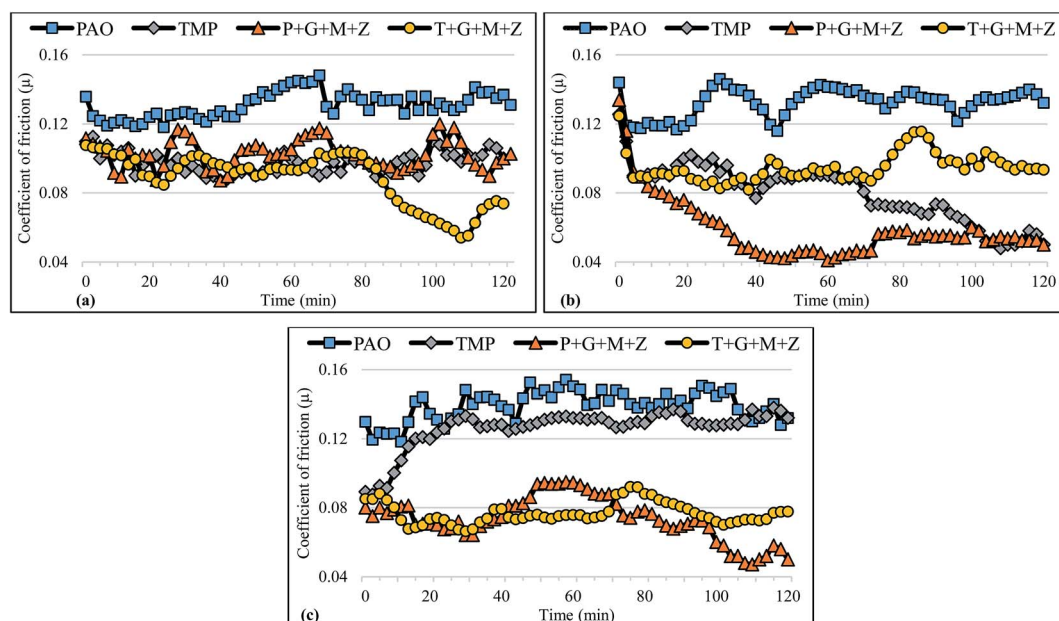 PAO TMP P+G+M+Z T+G+M+Z
0.16
0.12
0.08
0.04
Coefficient of friction (μ)
0 20 40 60 80 100 120
(a) Time (min)
PAO TMP P+G+M+Z T+G+M+Z
0.16
0.12
0.08
0.04
Coefficient of friction (μ)
0 20 40 60 80 100 120
(b) Time (min)
PAO TMP P+G+M+Z T+G+M+Z
0.16
0.12
0.08
0.04
Coefficient of friction (μ)
0 20 40 60 80 100 120
(c) Time (min)